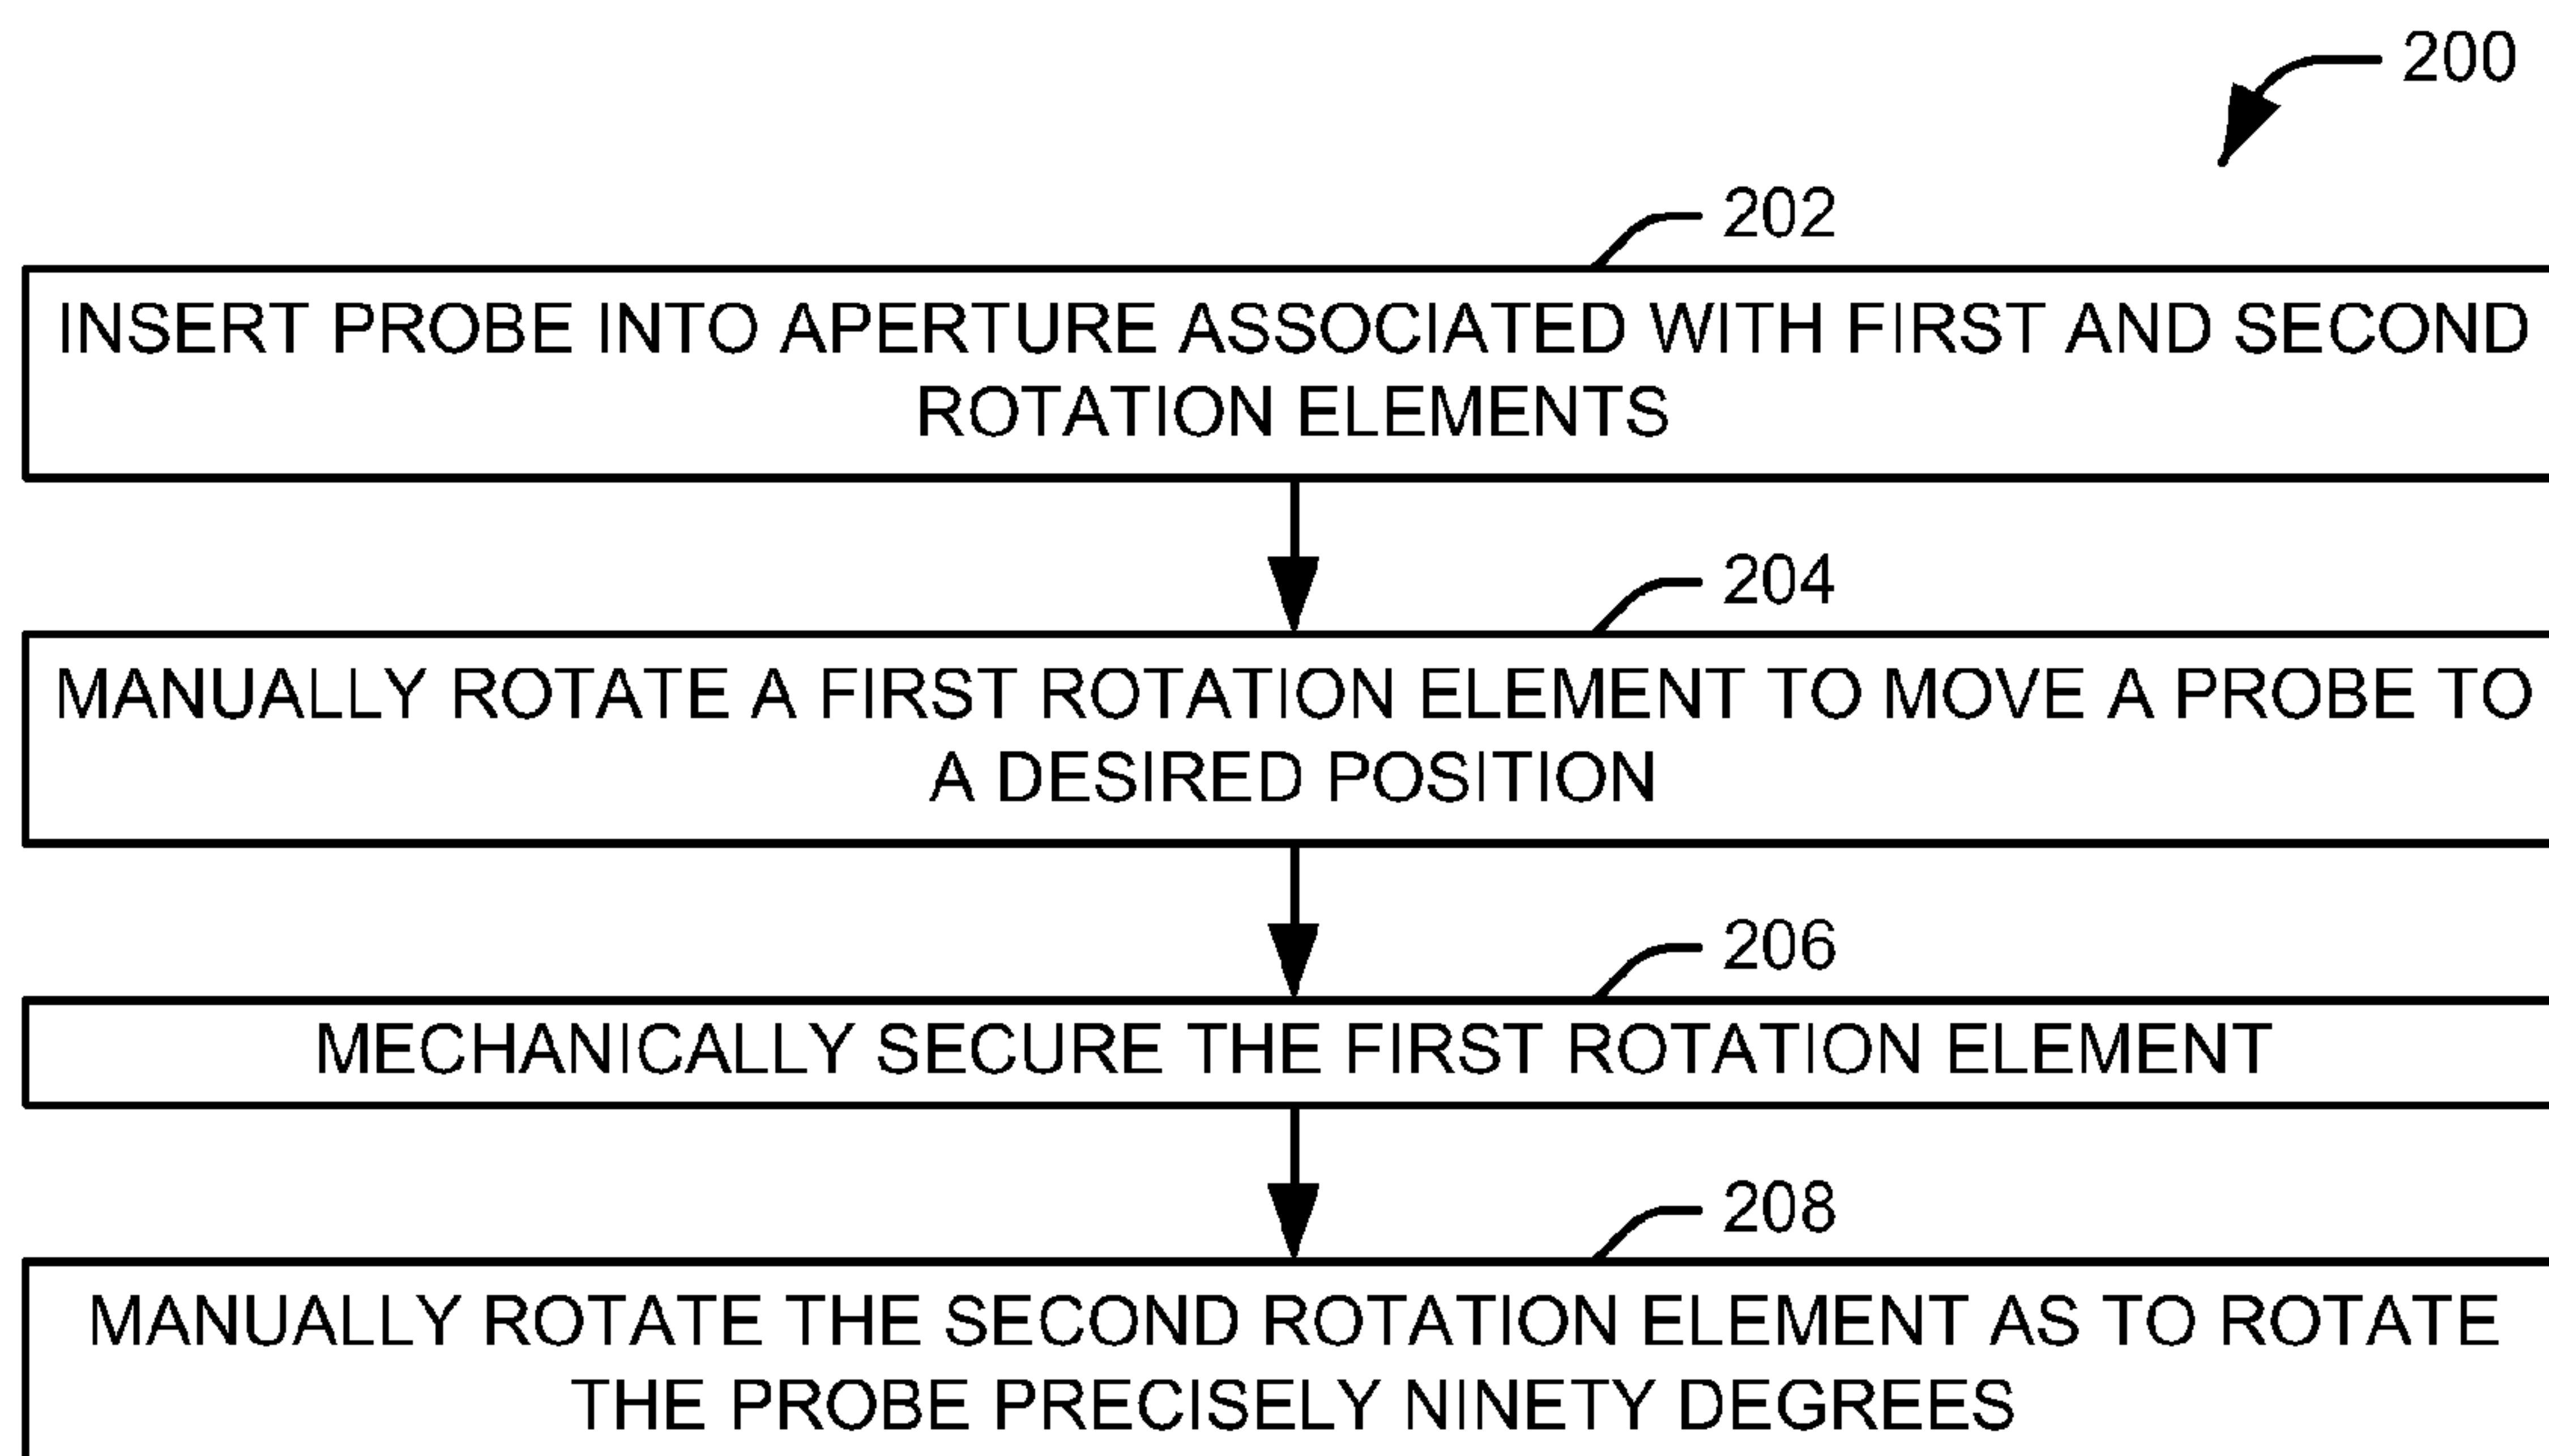 200
202
INSERT PROBE INTO APERTURE ASSOCIATED WITH FIRST AND SECOND
ROTATION ELEMENTS
204
MANUALLY ROTATE A FIRST ROTATION ELEMENT TO MOVE A PROBE TO
A DESIRED POSITION
206
MECHANICALLY SECURE THE FIRST ROTATION ELEMENT
208
MANUALLY ROTATE THE SECOND ROTATION ELEMENT AS TO ROTATE
THE PROBE PRECISELY NINETY DEGREES